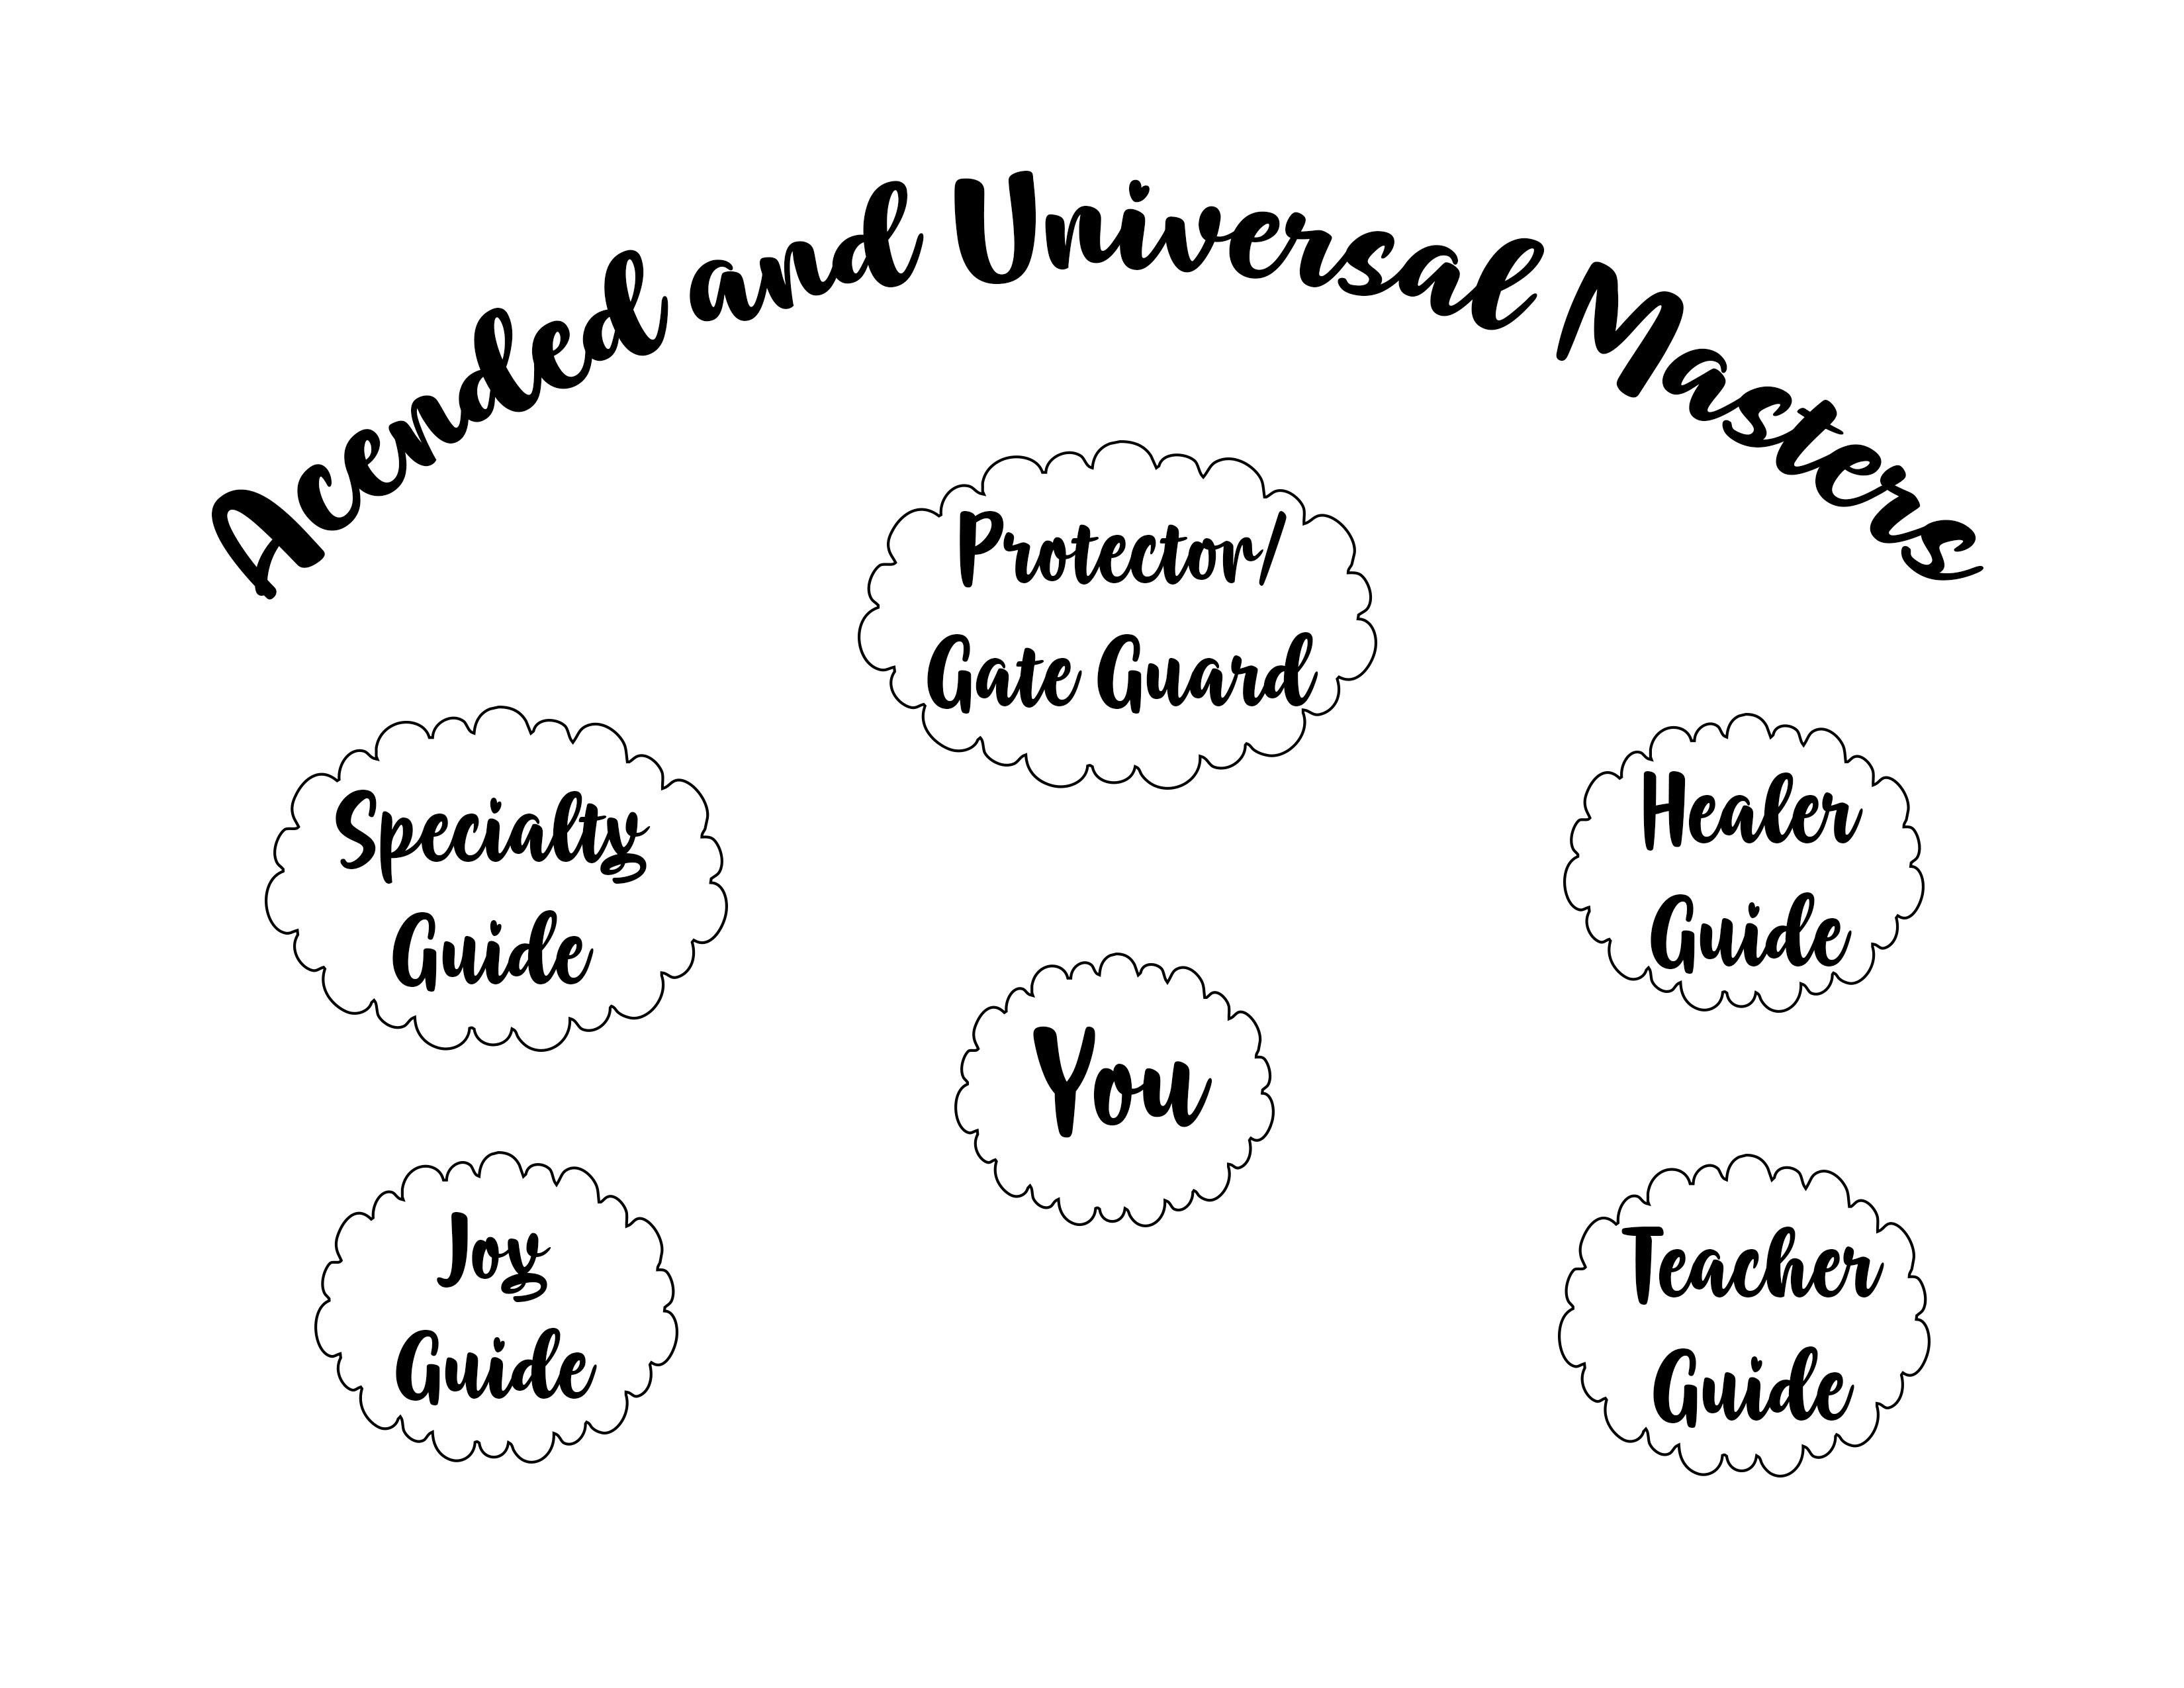 Acended and Universal Masters
Protector/
Gate Guard
Specialty
Guide
Healer
Guide
You
Joy
Guide
Teacher
Guide